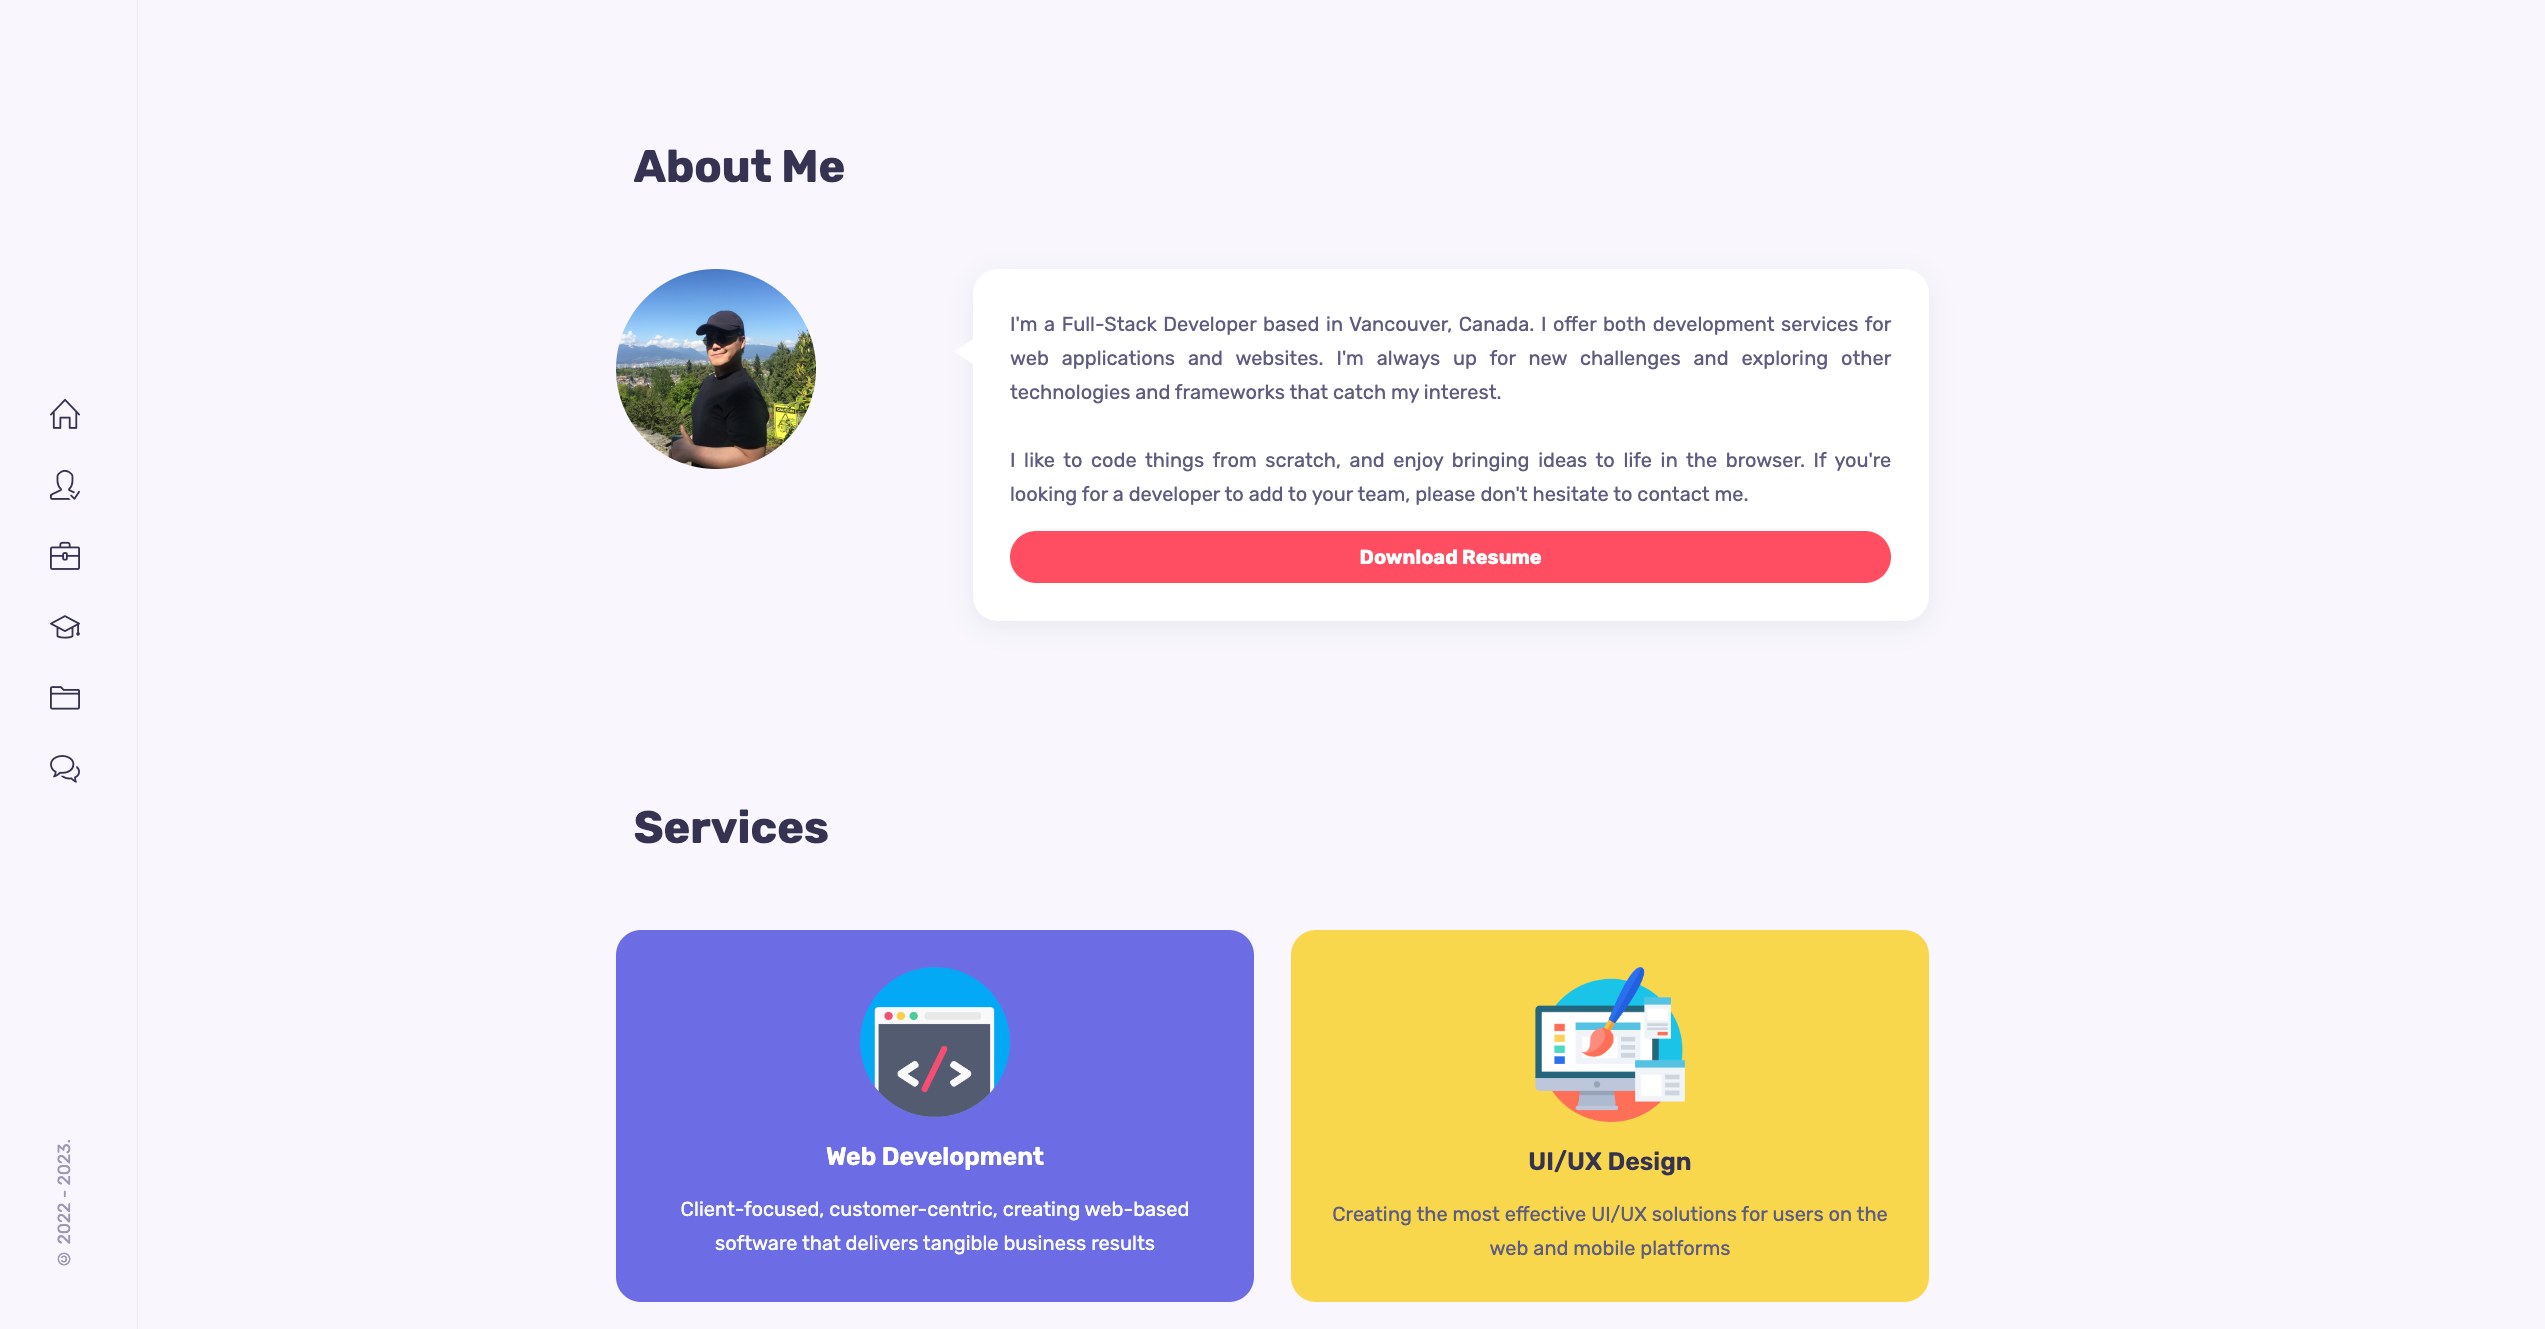 About Me
I'm a Full-Stack Developer based in Vancouver, Canada. I offer both development services for
web applications and websites. I'm always up for new challenges and exploring other
technologies and frameworks that catch my interest.
I like to code things from scratch, and enjoy bringing ideas to life in the browser. If you're
looking for a developer to add to your team, please don't hesitate to contact me.
Download Resume
Services
</>
Web Development
Client-focused, customer-centric, creating web-based
software that delivers tangible business results
UI/UX Design
Creating the most effective UI/UX solutions for users on the
web and mobile platforms
© 2022 - 2023.